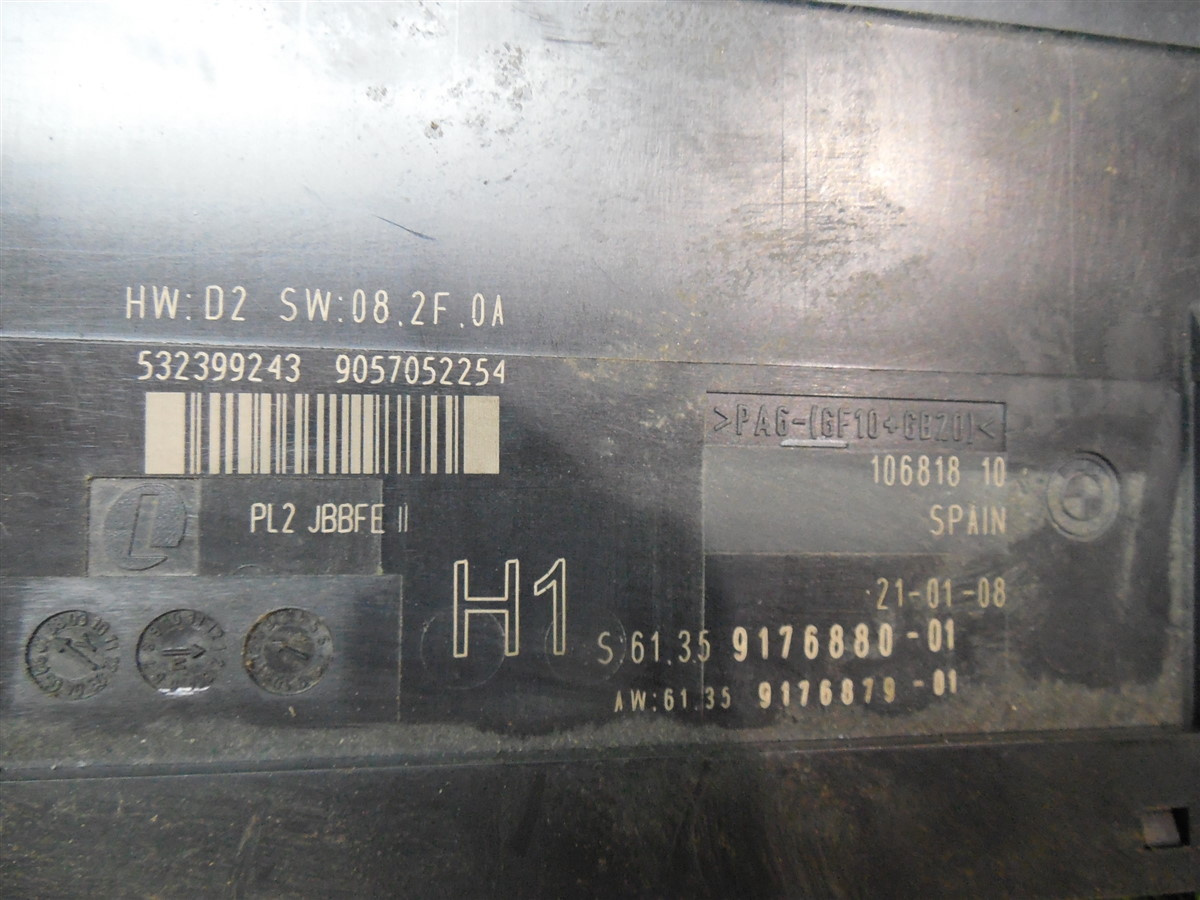 HW:D2 SW:08.2F.0A
532399243 9057052254
>PA6-(GF10+GB20)<
106818 10
PL2 JBBFE II
SPAIN
H1
21-01-08
S:61.35 9176880-01
AW:61.35 9176879-01